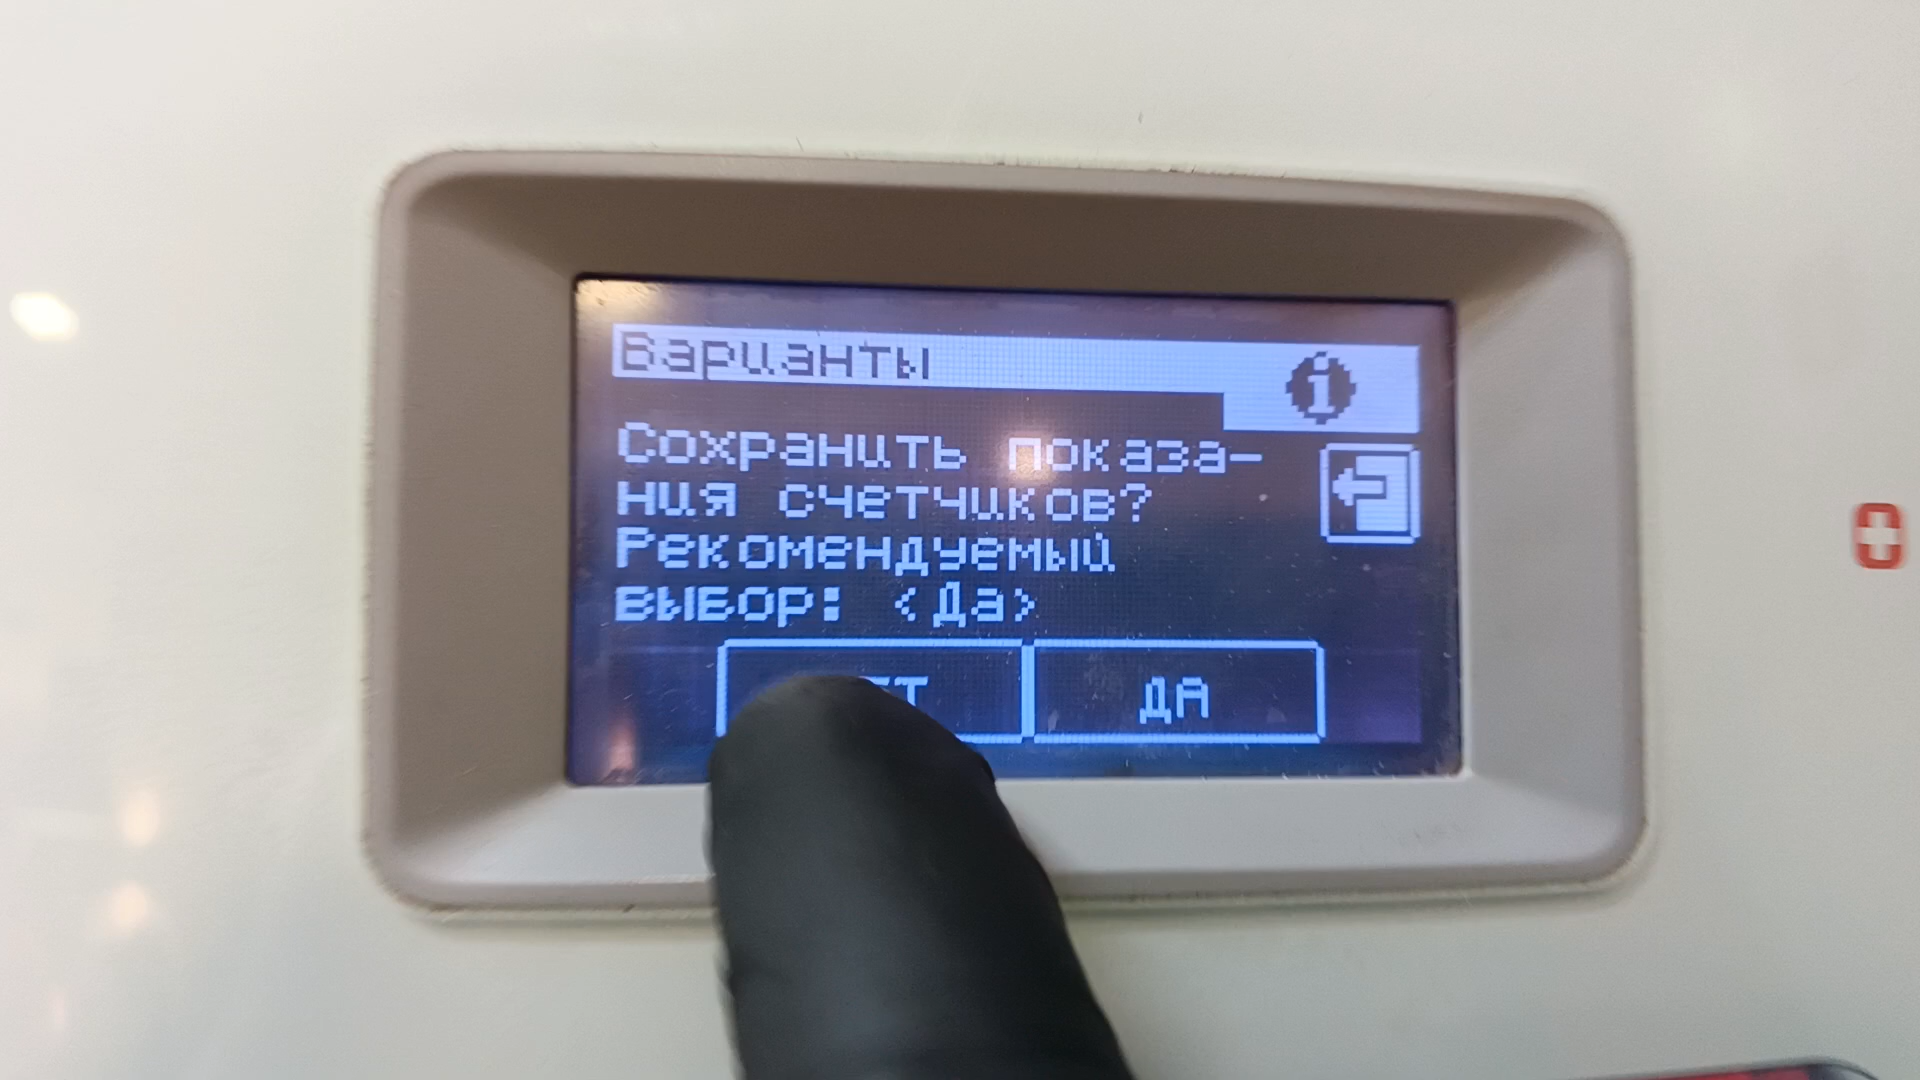 Варианты
Сохранить показа-
ния счетчиков?
Рекомендуемый
выбор: <Да>
ДА